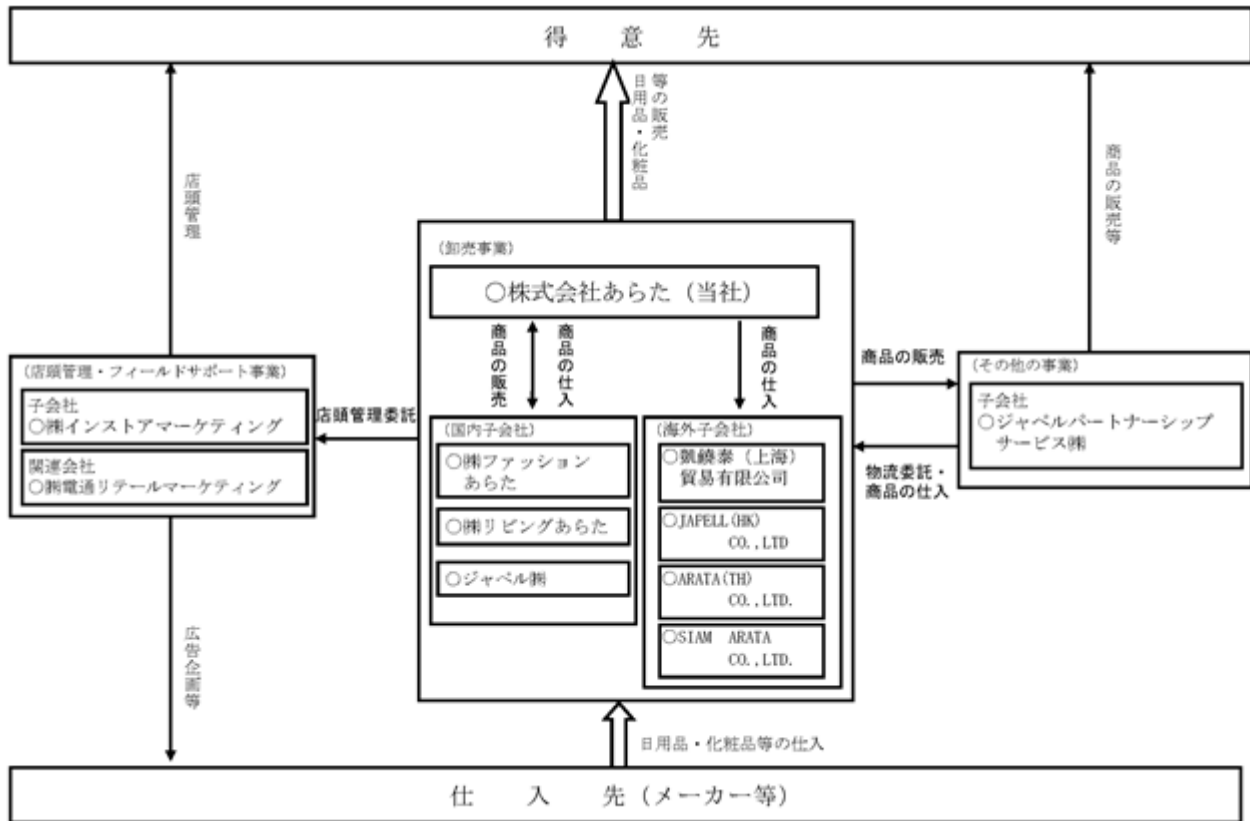 得 意 先
日用品・化粧品
等の販売
店頭管理
商品の販売等
(卸売事業)
○株式会社あらた（当社）
商品の販売
商品の仕入
商品の仕入
商品の販売
物流委託・
商品の仕入
店頭管理委託
(店頭管理・フィールドサポート事業)
子会社
○㈱インストアマーケティング
関連会社
○㈱電通リテールマーケティング
(国内子会社)
○㈱ファッション
あらた
○㈱リビングあらた
○ジャペル㈱
(海外子会社)
○凱饒泰（上海）
貿易有限公司
○JAPELL(HK)
CO.,LTD
○ARATA(TH)
CO.,LTD.
○SIAM ARATA
CO.,LTD.
(その他の事業)
子会社
○ジャペルパートナーシップ
サービス㈱
広告企画等
日用品・化粧品等の仕入
仕 入 先（メーカー等）